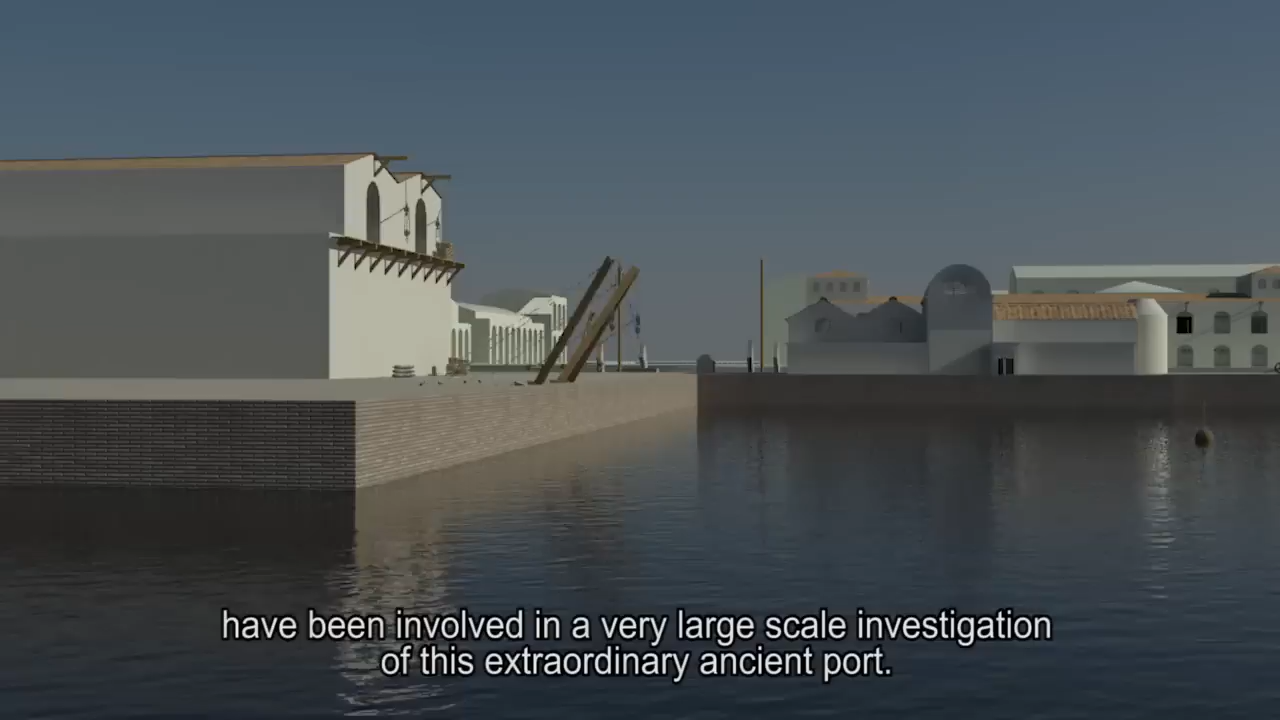 have been involved in a very large scale investigation
of this extraordinary ancient port.